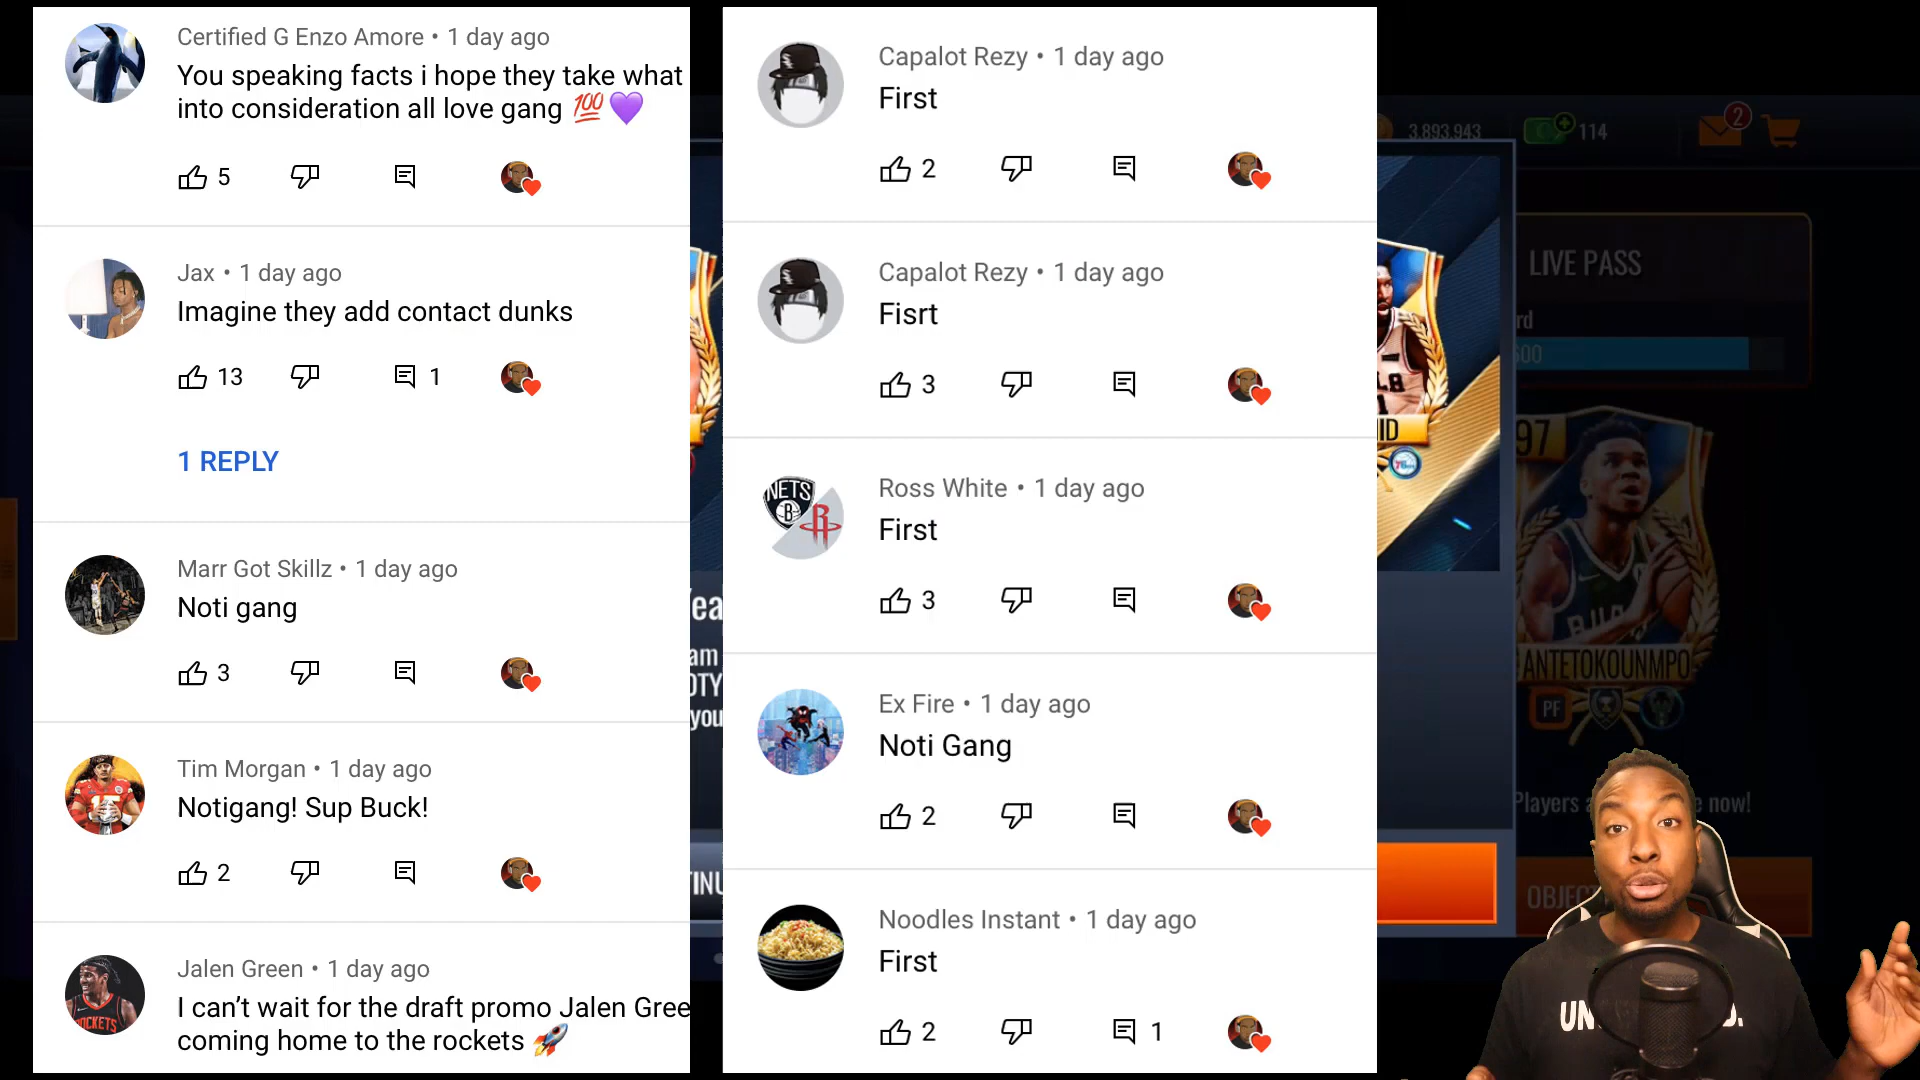 Certified G Enzo Amore • 1 day ago
You speaking facts i hope they take what
into consideration all love gang 💯💜
5
Jax • 1 day ago
Imagine they add contact dunks
13
1
1 REPLY
Marr Got Skillz • 1 day ago
Noti gang
3
Tim Morgan • 1 day ago
Notigang! Sup Buck!
2
Jalen Green • 1 day ago
I can’t wait for the draft promo Jalen Gree
coming home to the rockets 🚀
Capalot Rezy • 1 day ago
First
2
Capalot Rezy • 1 day ago
Fisrt
3
NETS
B
R
Ross White • 1 day ago
First
3
Ex Fire • 1 day ago
Noti Gang
2
Noodles Instant • 1 day ago
First
2
1
3,893,943
114
2
LIVE PASS
97
ANTETOKOUNMPO
PF
Players
now!